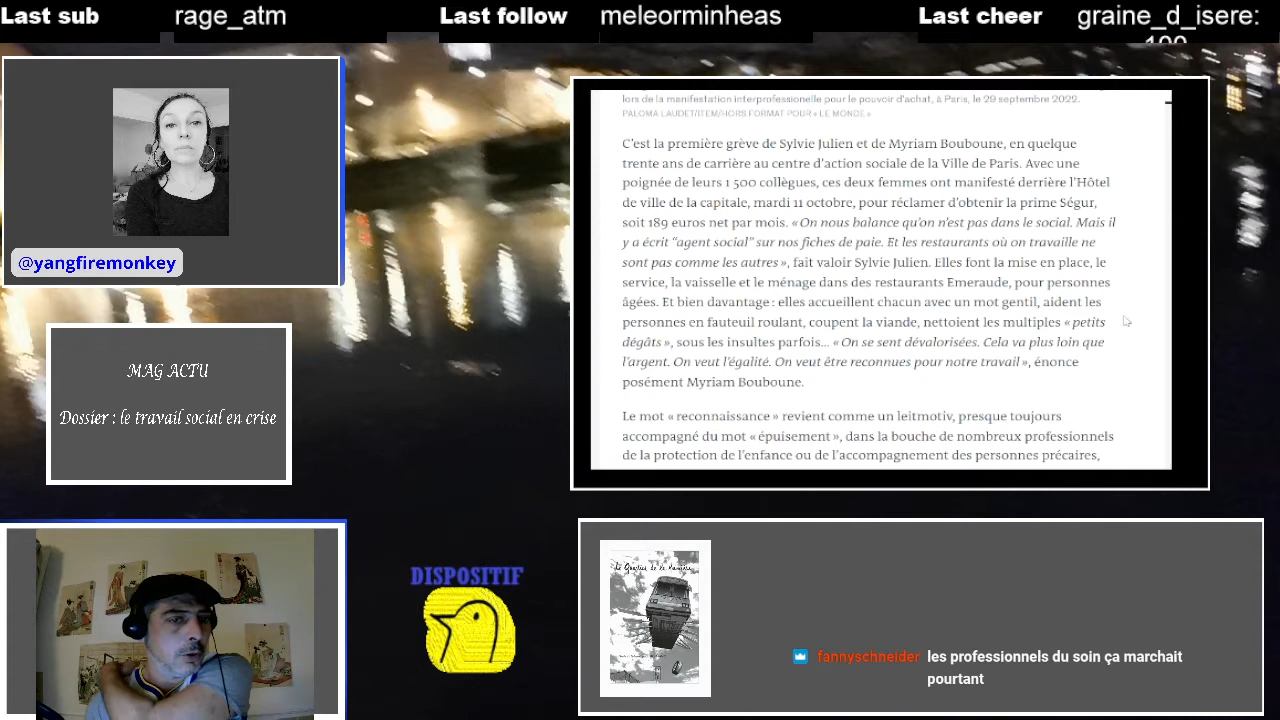 Last sub
rage_atm
Last follow
meleorminheas
Last cheer
graine_d_isere:
100
@yangfiremonkey
MAG ACTU
Dossier : le travail social en crise
lors de la manifestation interprofessionelle pour le pouvoir d'achat, à Paris, le 29 septembre 2022.
PALOMA LAUDET/ITEM/HORS FORMAT POUR « LE MONDE »
C'est la première grève de Sylvie Julien et de Myriam Bouboune, en quelque
trente ans de carrière au centre d'action sociale de la Ville de Paris. Avec une
poignée de leurs 1 500 collègues, ces deux femmes ont manifesté derrière l'Hôtel
de ville de la capitale, mardi 11 octobre, pour réclamer d'obtenir la prime Ségur,
soit 189 euros net par mois. « On nous balance qu'on n'est pas dans le social. Mais il
y a écrit “agent social” sur nos fiches de paie. Et les restaurants où on travaille ne
sont pas comme les autres », fait valoir Sylvie Julien. Elles font la mise en place, le
service, la vaisselle et le ménage dans des restaurants Emeraude, pour personnes
âgées. Et bien davantage : elles accueillent chacun avec un mot gentil, aident les
personnes en fauteuil roulant, coupent la viande, nettoient les multiples « petits
dégâts », sous les insultes parfois… « On se sent dévalorisées. Cela va plus loin que
l'argent. On veut l'égalité. On veut être reconnues pour notre travail », énonce
posément Myriam Bouboune.
Le mot « reconnaissance » revient comme un leitmotiv, presque toujours
accompagné du mot « épuisement », dans la bouche de nombreux professionnels
de la protection de l'enfance ou de l'accompagnement des personnes précaires,
DISPOSITIF
fannyschneider les professionnels du soin ça marchait
pourtant